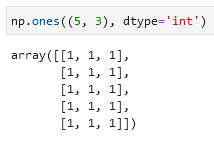 np.ones((5, 3), dtype='int')
array([[1, 1, 1],
       [1, 1, 1],
       [1, 1, 1],
       [1, 1, 1],
       [1, 1, 1]])